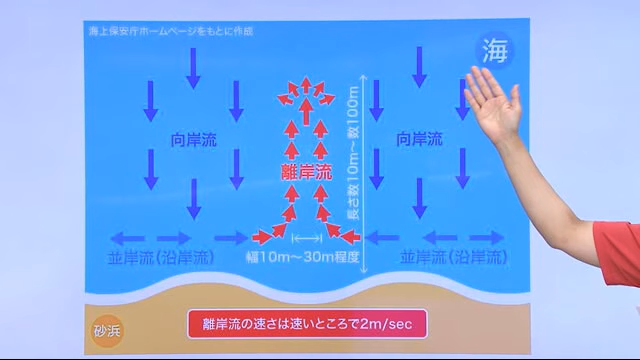 海上保安庁ホームページをもとに作成
海
向岸流
向岸流
離岸流
長さ数10m～数100m
並岸流(沿岸流)
幅10m～30m程度
並岸流(沿岸流)
砂浜
離岸流の速さは速いところで2m/sec